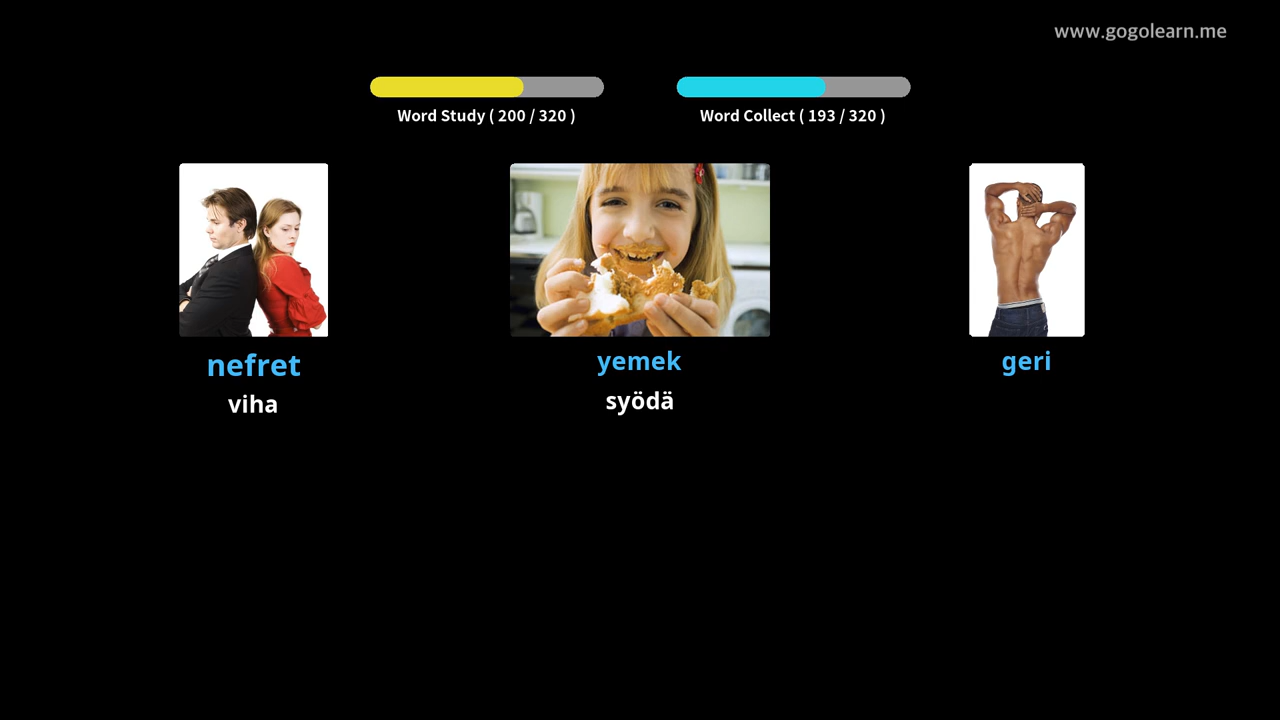 www.gogolearn.me
Word Study ( 200 / 320 )
Word Collect ( 193 / 320 )
nefret
viha
yemek
syödä
geri